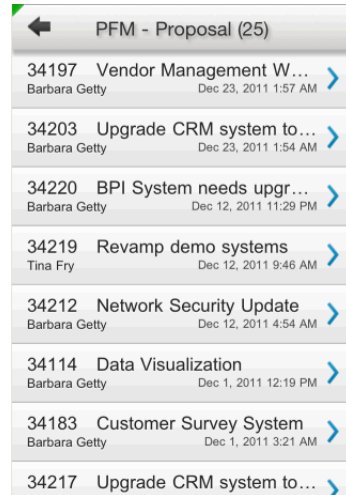 PFM - Proposal (25)
34197 Vendor Management W...
Barbara Getty Dec 23, 2011 1:57 AM
34203 Upgrade CRM system to...
Barbara Getty Dec 23, 2011 1:54 AM
34220 BPI System needs upgr...
Barbara Getty Dec 12, 2011 11:29 PM
34219 Revamp demo systems
Tina Fry Dec 12, 2011 9:46 AM
34212 Network Security Update
Barbara Getty Dec 12, 2011 4:54 AM
34114 Data Visualization
Barbara Getty Dec 1, 2011 12:19 PM
34183 Customer Survey System
Barbara Getty Dec 1, 2011 3:21 AM
34217 Upgrade CRM system to...